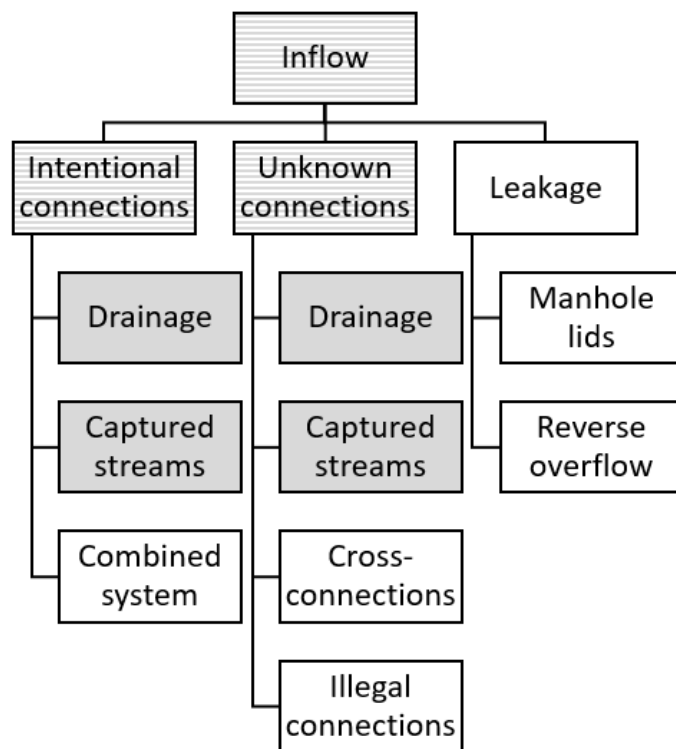 Inflow
Intentional
connections
Unknown
connections
Leakage
Drainage
Captured
streams
Combined
system
Drainage
Captured
streams
Cross-
connections
Illegal
connections
Manhole
lids
Reverse
overflow